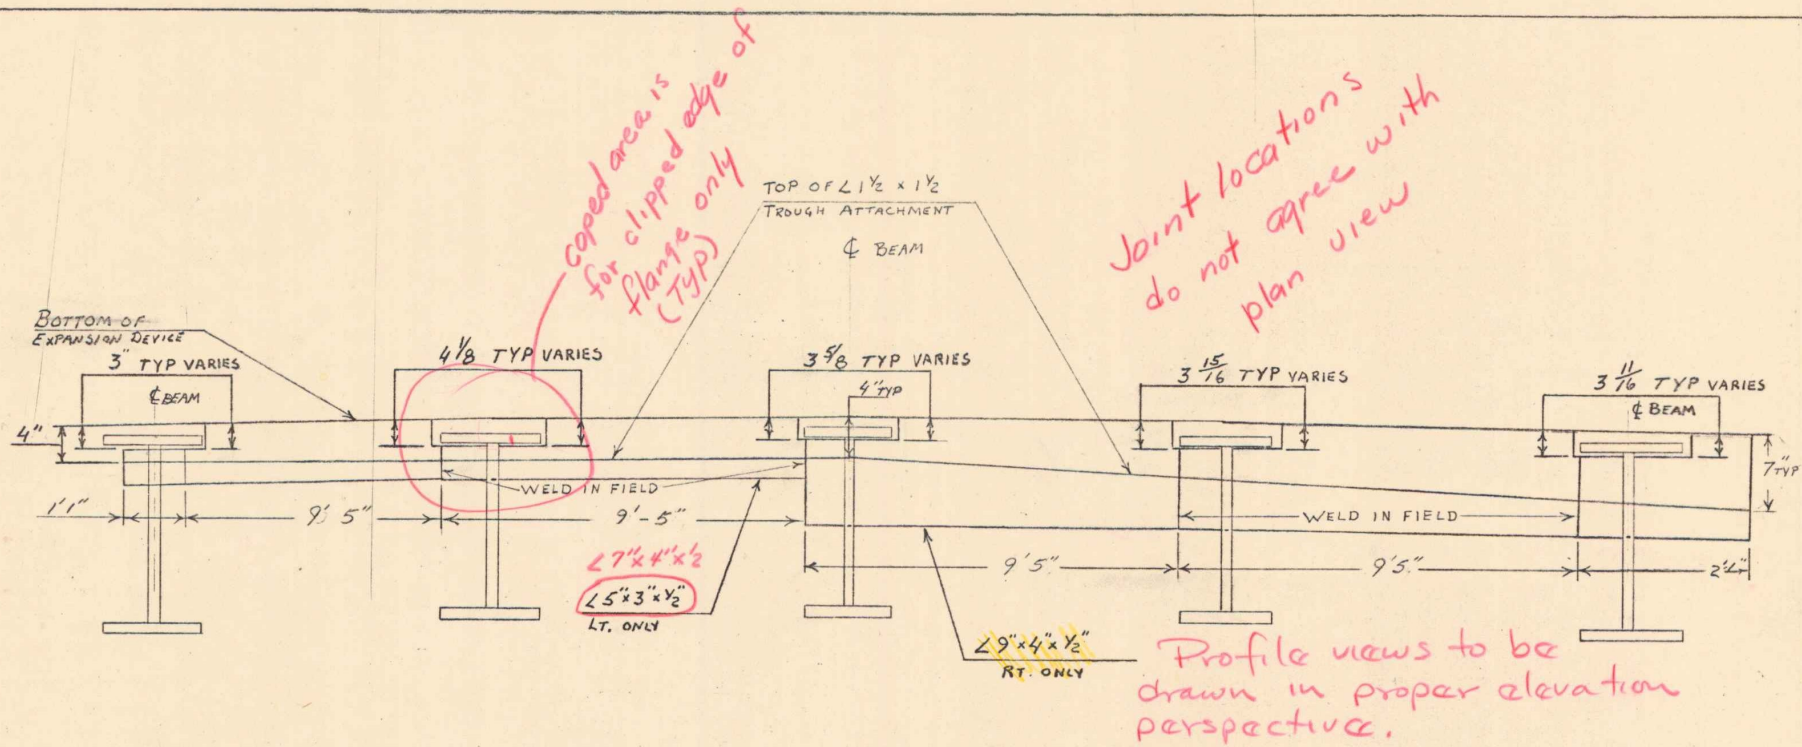 coped area is
for clipped edge of
flange only
(TYP)
Joint locations
do not agree with
plan view
TOP OF ∠1½ x 1½
TROUGH ATTACHMENT
℄ BEAM
BOTTOM OF
EXPANSION DEVICE
3" TYP VARIES
℄ BEAM
4 1/8 TYP VARIES
3 5/8 TYP VARIES
4" TYP
3 15/16 TYP VARIES
3 11/16 TYP VARIES
℄ BEAM
4"
7" TYP
WELD IN FIELD
WELD IN FIELD
1'1"
9' 5"
9'-5"
9'5"
9'5"
∠7"x4"x½
∠5"x3"x½"
LT. ONLY
∠9"x4"x½"
RT. ONLY
Profile views to be
drawn in proper elevation
perspective.